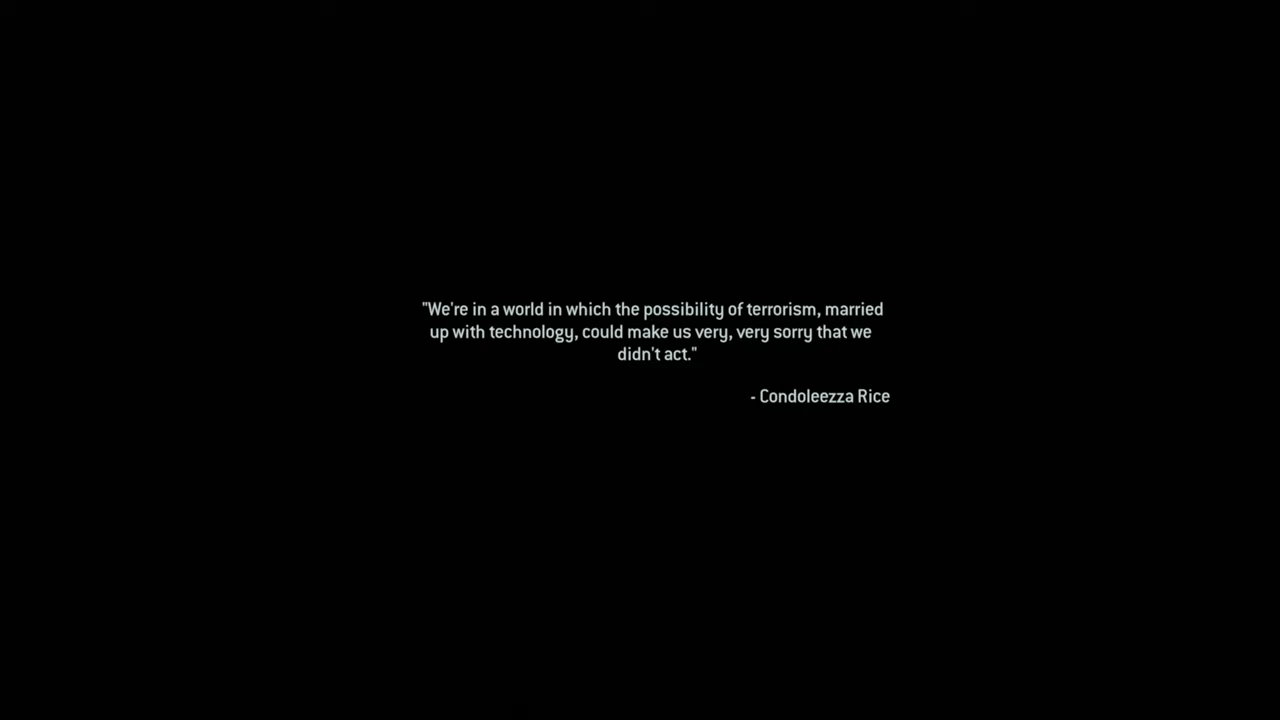 "We're in a world in which the possibility of terrorism, married
up with technology, could make us very, very sorry that we
didn't act."
- Condoleezza Rice